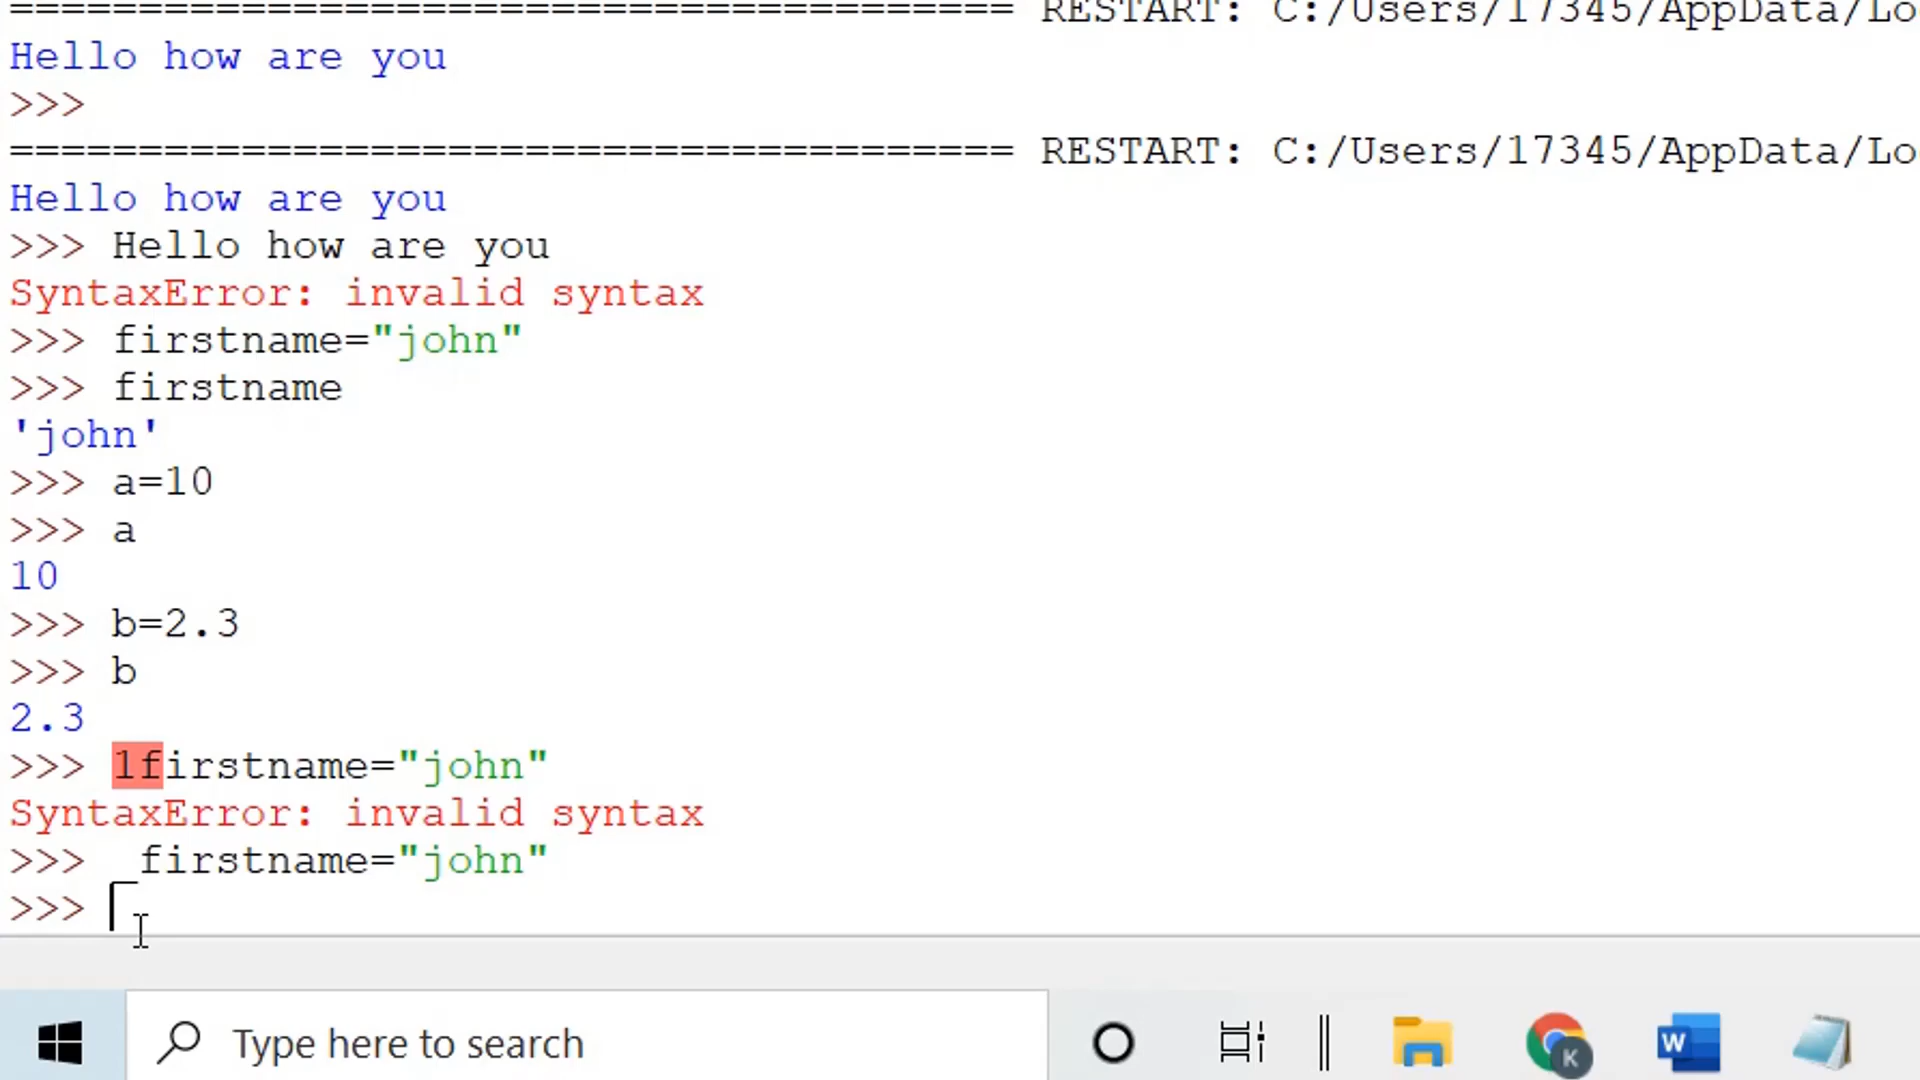 ======================================= RESTART: C:/Users/17345/AppData/Lo
Hello how are you
>>>
======================================= RESTART: C:/Users/17345/AppData/Lo
Hello how are you
>>> Hello how are you
SyntaxError: invalid syntax
>>> firstname="john"
>>> firstname
'john'
>>> a=10
>>> a
10
>>> b=2.3
>>> b
2.3
>>> 1firstname="john"
SyntaxError: invalid syntax
>>> _firstname="john"
>>>
Type here to search
K
W